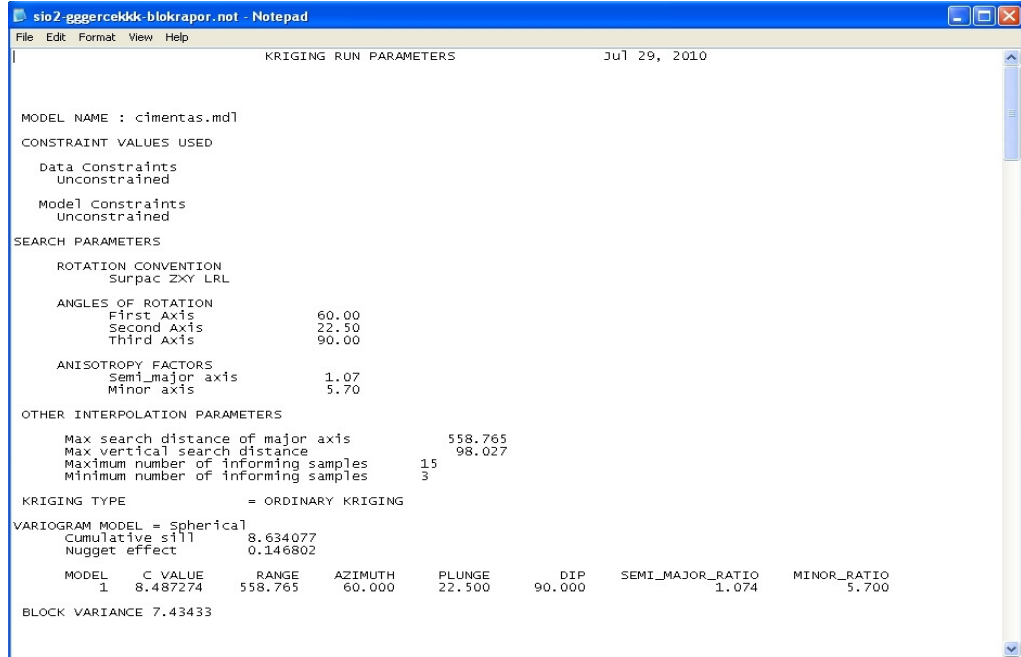 sio2-gggercekkk-blokrapor.not - Notepad
File Edit Format View Help
KRIGING RUN PARAMETERS Jul 29, 2010
MODEL NAME : cimentas.mdl
CONSTRAINT VALUES USED
Data Constraints
Unconstrained
Model Constraints
Unconstrained
SEARCH PARAMETERS
ROTATION CONVENTION
Surpac ZXY LRL
ANGLES OF ROTATION
First Axis 60.00
Second Axis 22.50
Third Axis 90.00
ANISOTROPY FACTORS
Semi_major axis 1.07
Minor axis 5.70
OTHER INTERPOLATION PARAMETERS
Max search distance of major axis 558.765
Max vertical search distance 98.027
Maximum number of informing samples 15
Minimum number of informing samples 3
KRIGING TYPE = ORDINARY KRIGING
VARIOGRAM MODEL = Spherical
Cumulative sill 8.634077
Nugget effect 0.146802
MODEL C VALUE RANGE AZIMUTH PLUNGE DIP SEMI_MAJOR_RATIO MINOR_RATIO
1 8.487274 558.765 60.000 22.500 90.000 1.074 5.700
BLOCK VARIANCE 7.43433